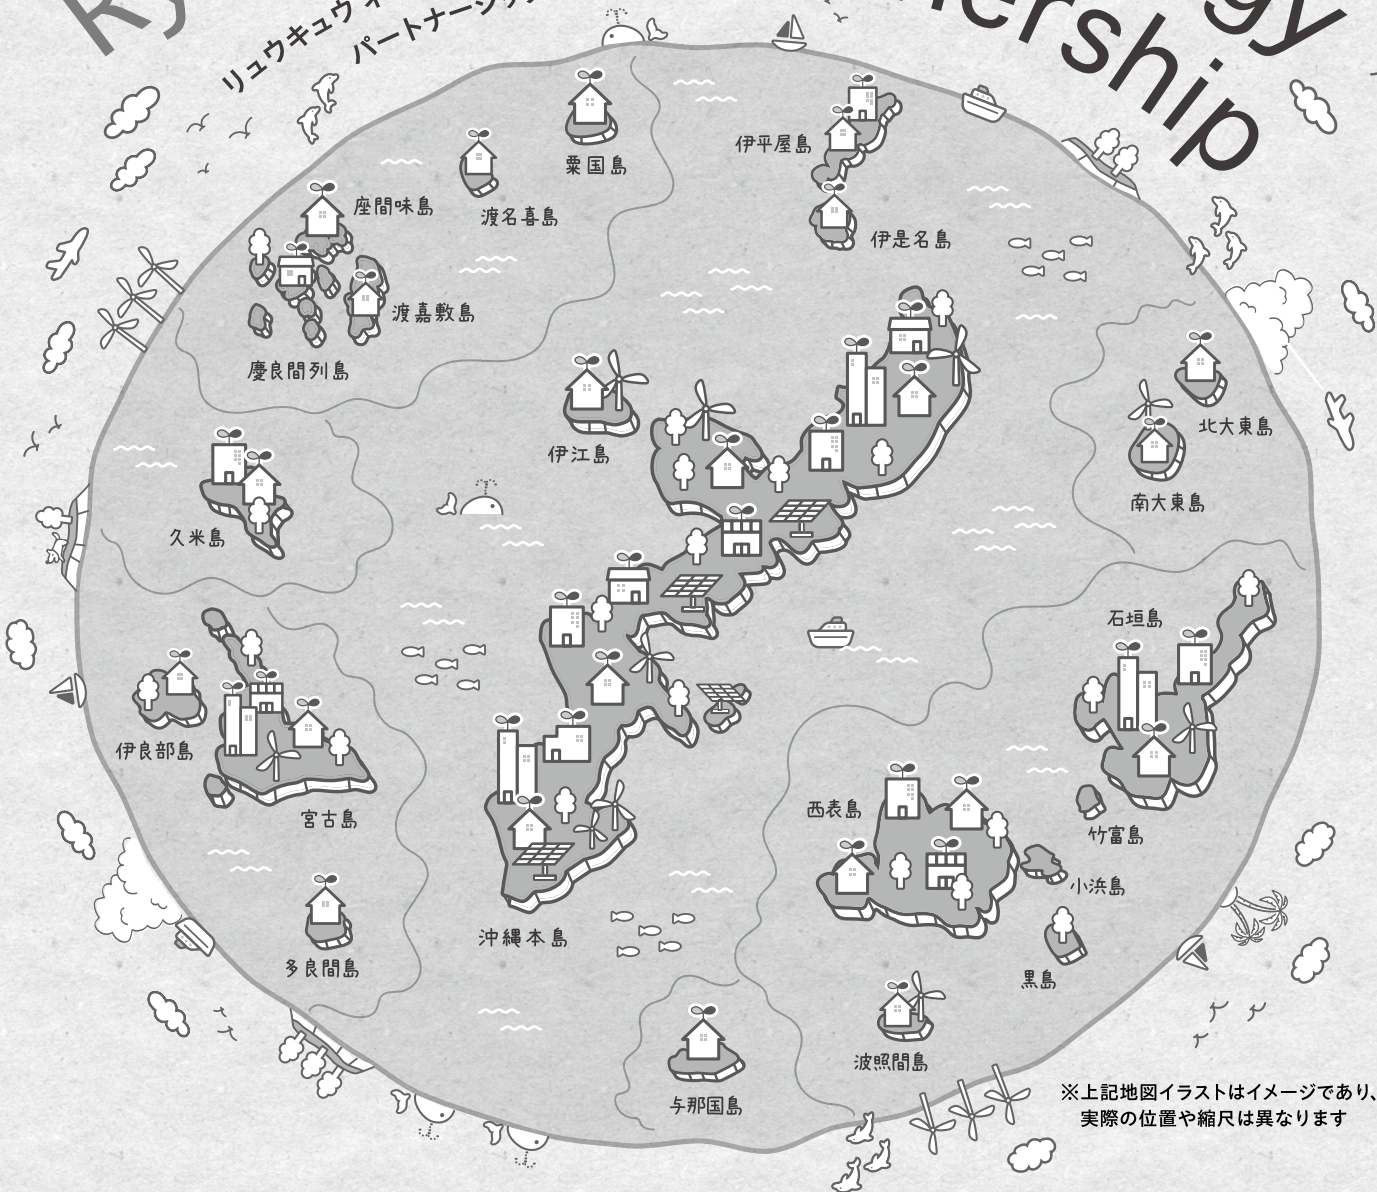 Ry
リュウキュウ
パートナーシップ
nership
gy
粟国島
伊平屋島
座間味島
渡名喜島
伊是名島
渡嘉敷島
慶良間列島
北大東島
伊江島
南大東島
久米島
石垣島
伊良部島
西表島
宮古島
竹富島
小浜島
沖縄本島
多良間島
黒島
波照間島
与那国島
※上記地図イラストはイメージであり、
実際の位置や縮尺は異なります